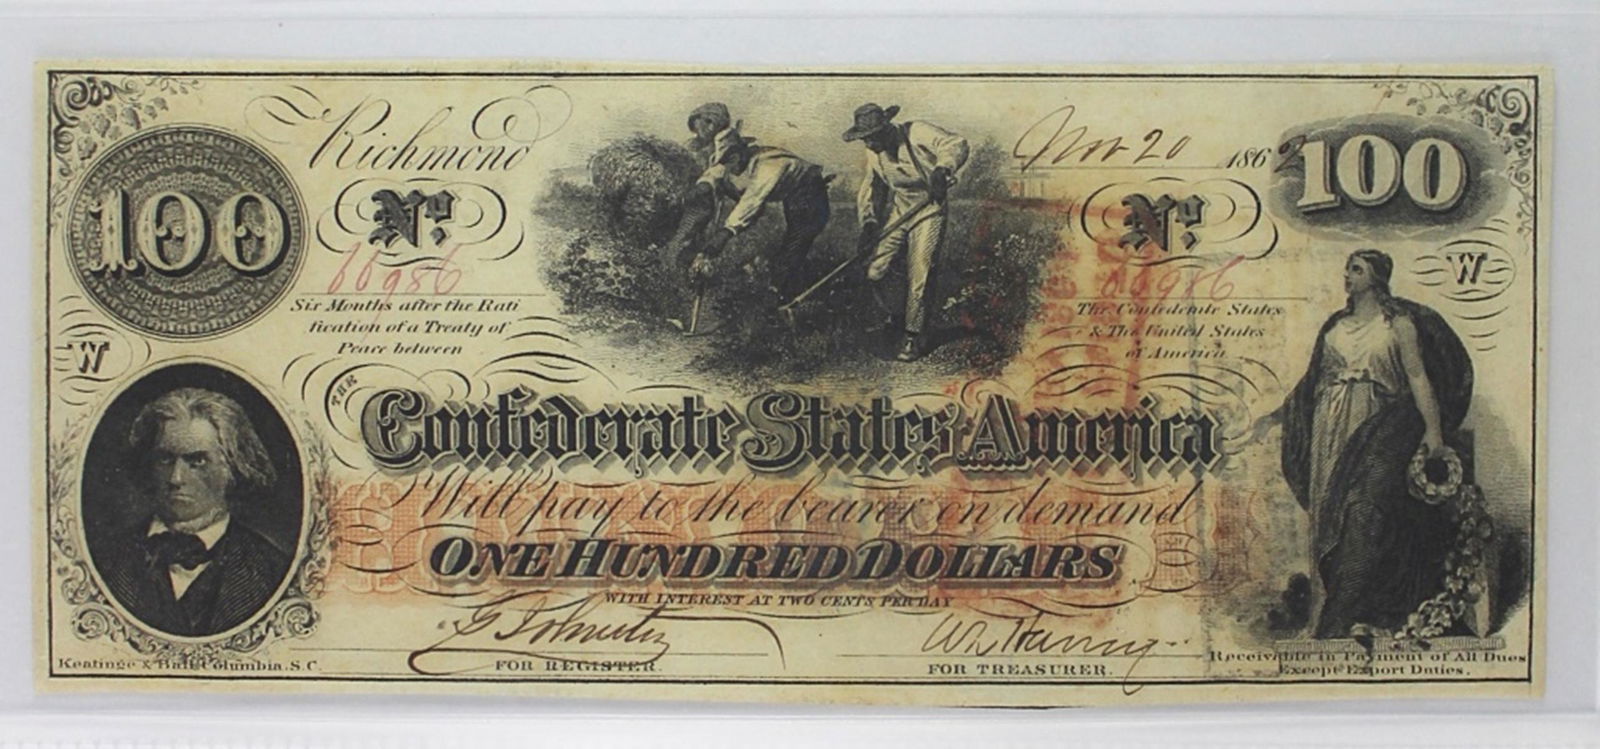 Richmond
Nov 20 1862
100
100
No.
No.
66986
66986
Six Months after the Rati
fication of a Treaty of
Peace between
The Confederate States
& The United States
of America
W
W
THE
Confederate States America
Will pay to the bearer on demand
ONE HUNDRED DOLLARS
WITH INTEREST AT TWO CENTS PER DAY
FOR REGISTER.
FOR TREASURER.
Keatinge & Ball Columbia. S.C.
Receivable in Payment of All Dues
Except Export Duties.